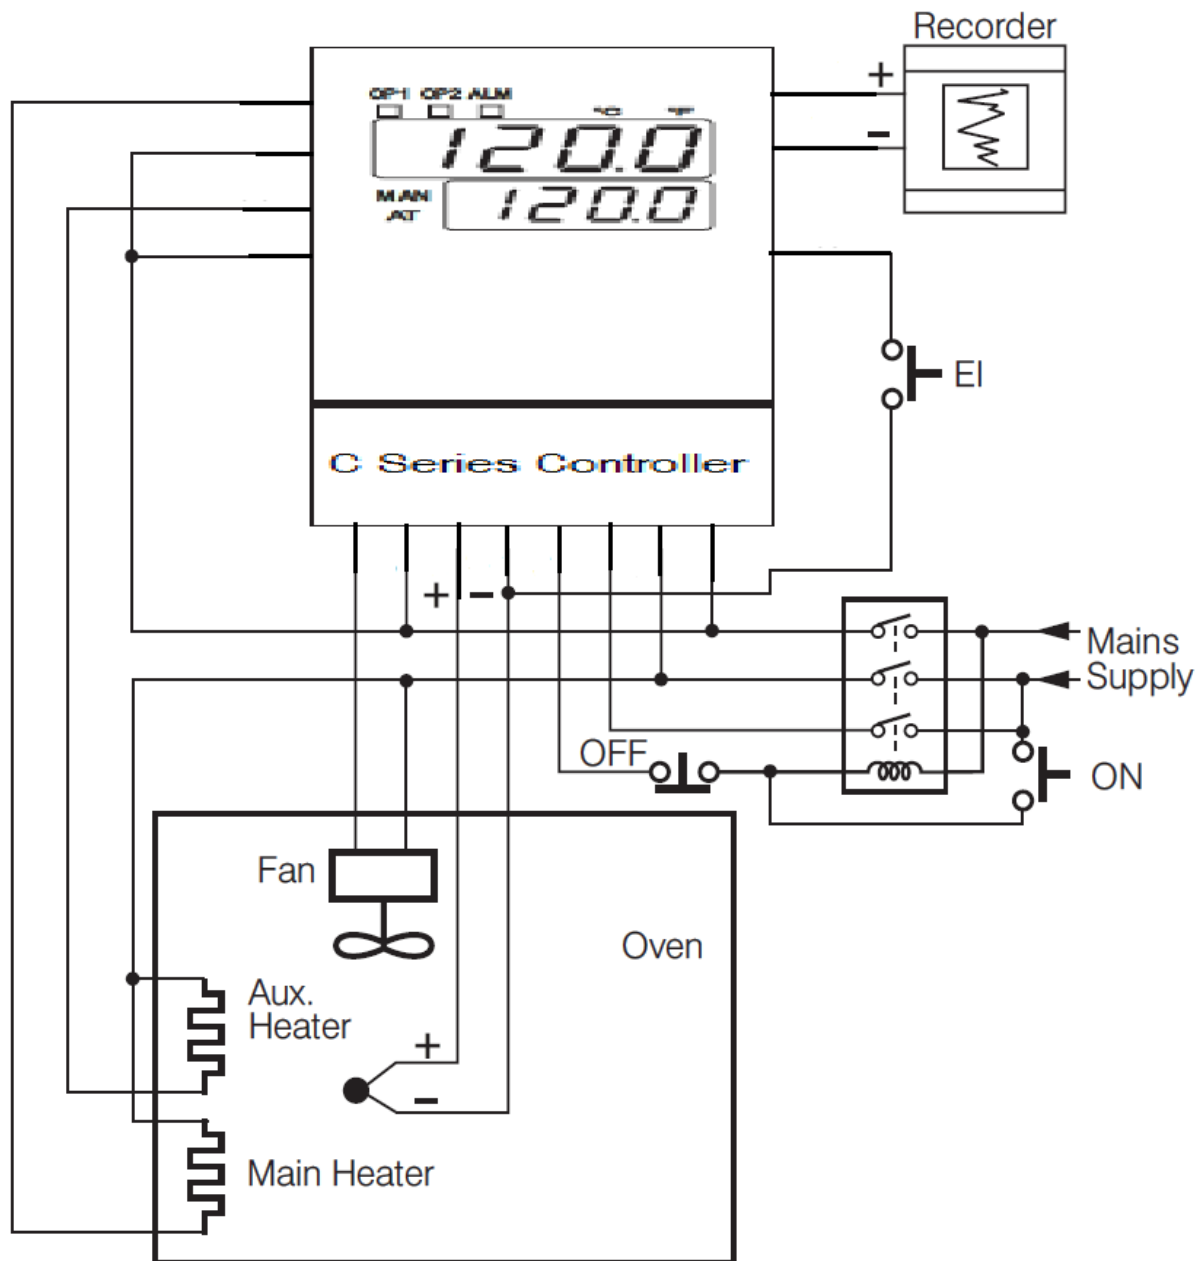 Recorder
OP1 OP2 ALM
°C °F
120.0
MAN
AT
120.0
+
-
EI
C Series Controller
+ -
Mains
Supply
OFF
ON
Fan
Oven
Aux.
Heater
+
-
Main Heater